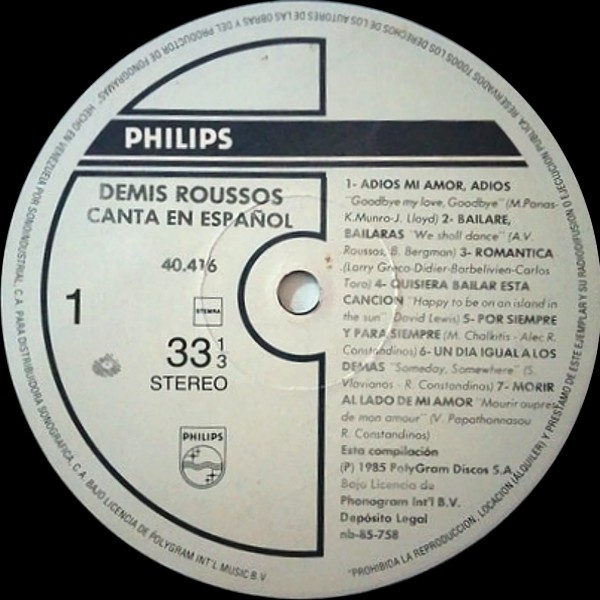 PHILIPS
DEMIS ROUSSOS
CANTA EN ESPAÑOL
40.416
1
STEMRA
33 1/3
STEREO
PHILIPS
1- ADIOS MI AMOR, ADIOS
"Goodbye my love, Goodbye" (M.Panas-
K.Munro-J. Lloyd) 2- BAILARE,
BAILARAS "We shall dance" (A.V.
Roussos, B. Bergman) 3- ROMANTICA
(Larry Greco-Didier-Barbelivien-Carlos
Toro) 4- QUISIERA BAILAR ESTA
CANCION "Happy to be on an island in
the sun" David Lewis) 5- POR SIEMPRE
Y PARA SIEMPRE (M. Chalkitis - Alec R.
Constandinos) 6- UN DIA IGUAL A LOS
DEMAS "Someday, Somewhere" (S.
Vlavianos - R. Constandinos) 7- MORIR
AL LADO DE MI AMOR "Mourir aupres
de mon amour" (V. Papathonnasou
R. Constandinos)
Esta compilación
(P) 1985 PolyGram Discos S.A.
Bajo Licencia de
Phonogram Int'l B.V.
Depósito Legal
nb-85-758
"PROHIBIDA LA REPRODUCCION, LOCACION (ALQUILER) Y PRESTAMO DE ESTE EJEMPLAR Y SU RADIODIFUSION O EJECUCION PUBLICA. RESERVADOS TODOS LOS DERECHOS DE LOS AUTORES DE LAS OBRAS Y DEL PRODUCTOR DE FONOGRAMAS" HECHO EN VENEZUELA POR SONOINDUSTRIAL, C.A. PARA DISTRIBUIDORA SONOGRAFICA, C.A. BAJO LICENCIA DE POLYGRAM INT'L MUSIC B.V